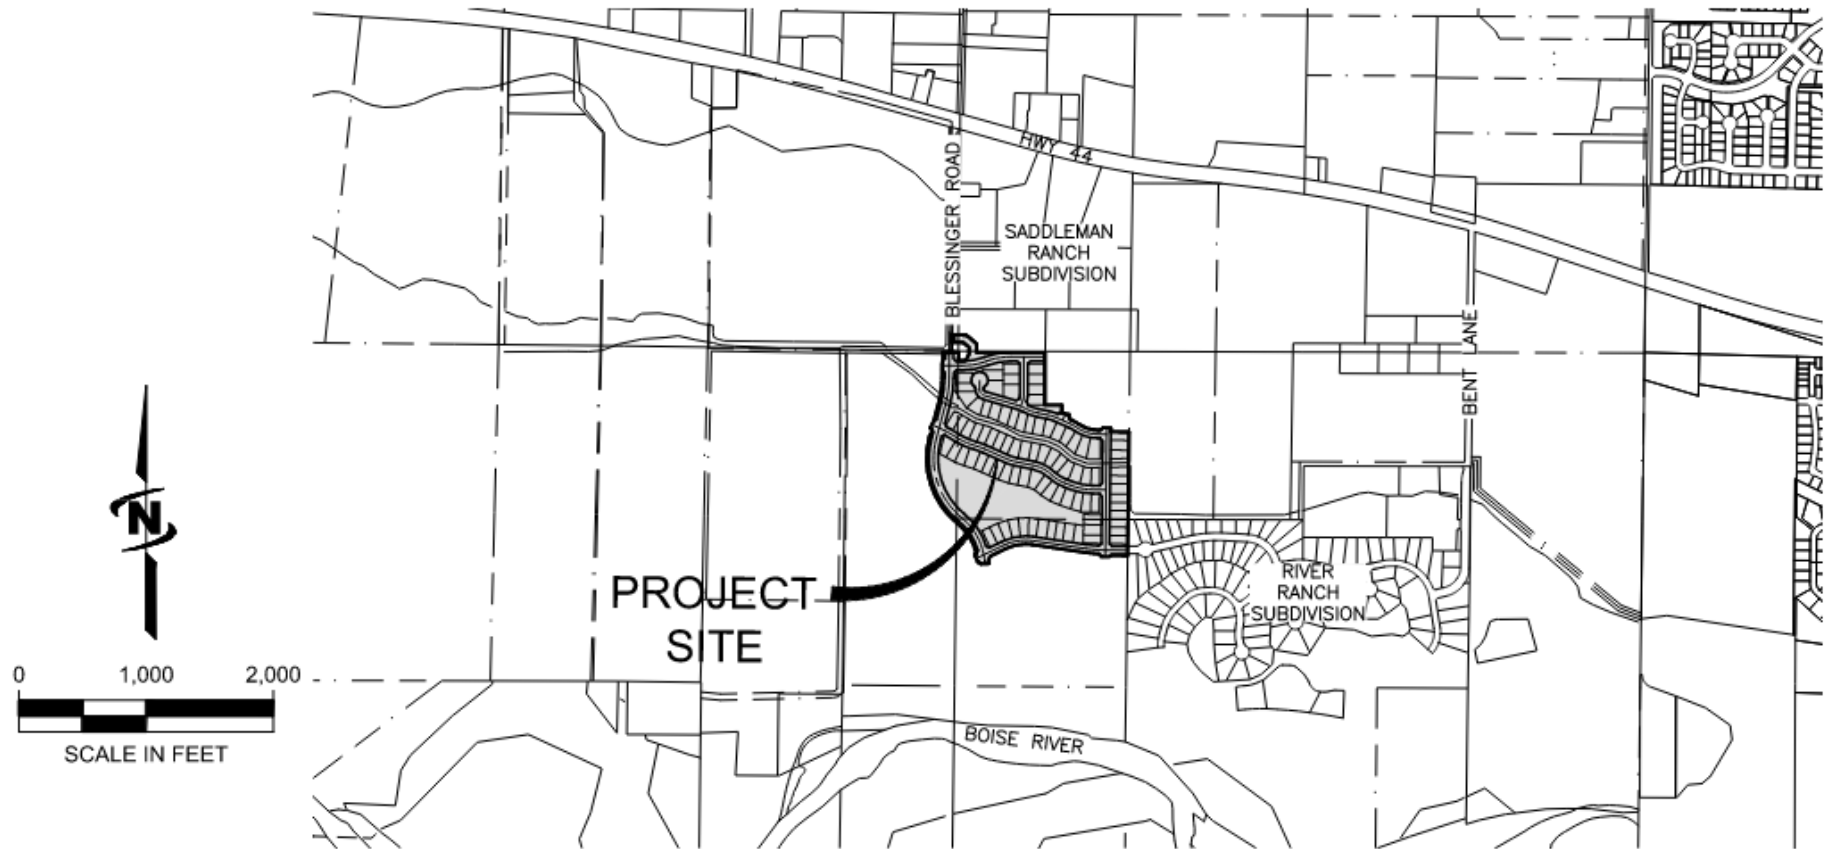 HWY 44
BLESSINGER ROAD
SADDLEMAN
RANCH
SUBDIVISION
BENT LANE
N
PROJECT
SITE
RIVER
RANCH
SUBDIVISION
0 1,000 2,000
SCALE IN FEET
BOISE RIVER